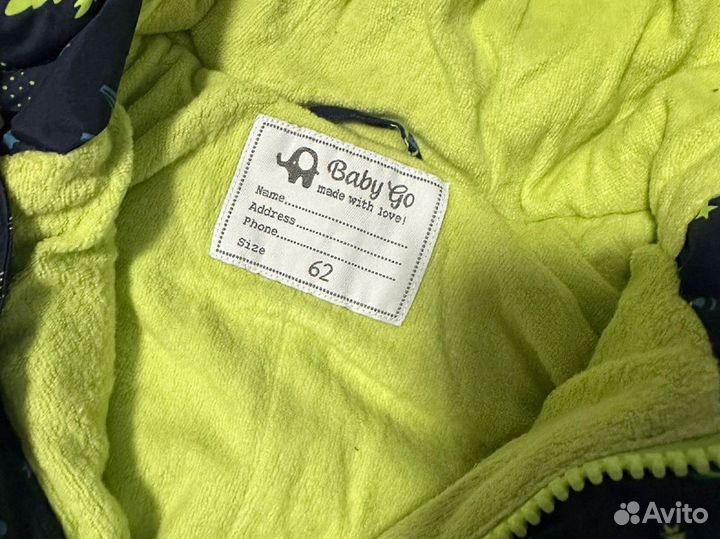 Baby Go
made with love!
Name
Address
Phone
Size 62
Avito